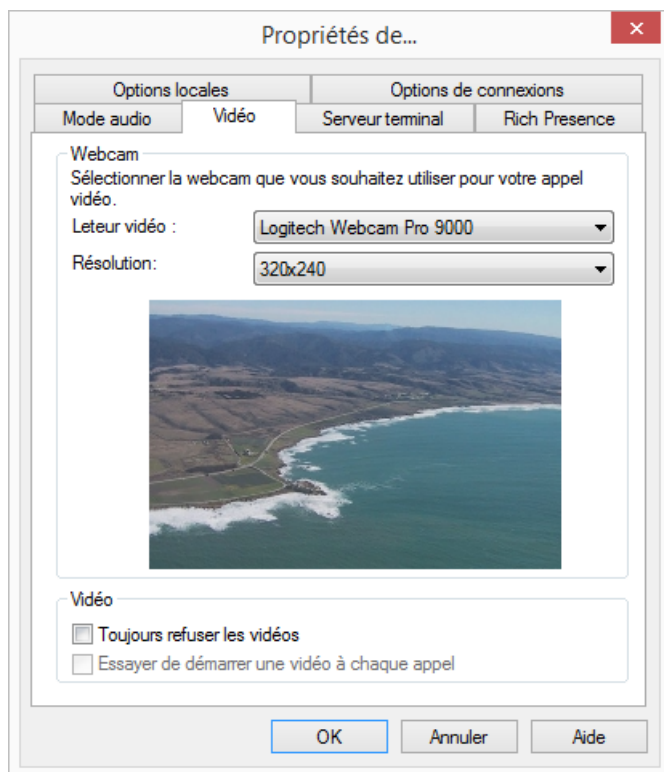 Propriétés de...
Options locales
Options de connexions
Mode audio
Vidéo
Serveur terminal
Rich Presence
Webcam
Sélectionner la webcam que vous souhaitez utiliser pour votre appel
vidéo.
Leteur vidéo :
Logitech Webcam Pro 9000
Résolution:
320x240
Vidéo
Toujours refuser les vidéos
Essayer de démarrer une vidéo à chaque appel
OK
Annuler
Aide